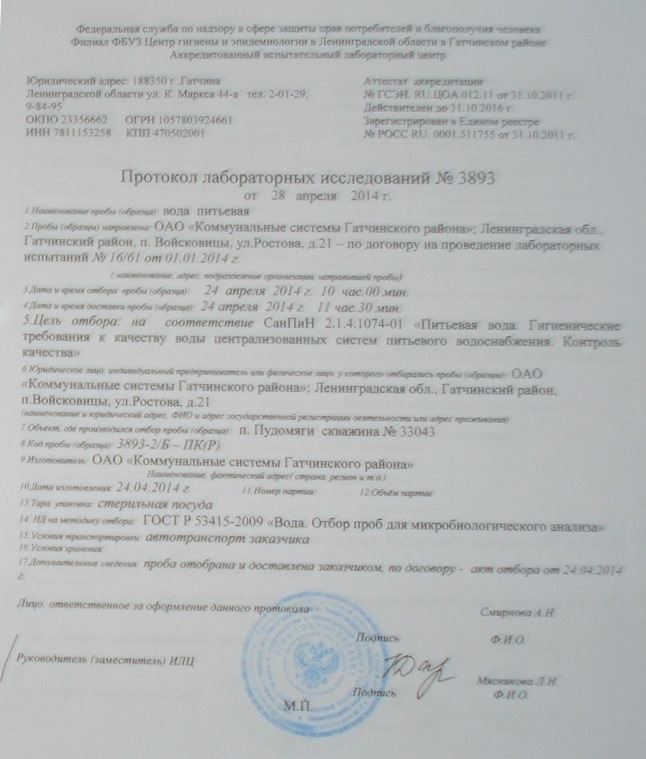 Федеральная служба по надзору в сфере защиты прав потребителей и благополучия человека
Филиал ФБУЗ Центр гигиены и эпидемиологии в Ленинградской области в Гатчинском районе
Аккредитованный испытательный лабораторный центр
Юридический адрес: 188350 г .Гатчина
Ленинградской области ул. К. Маркса 44-а тел. 2-01-29,
9-84-95
ОКПО 23356662 ОГРН 1057803924661
ИНН 7811153258 КПП 470502001
Аттестат аккредитации
№ ГСЭН. RU.ЦОА.012.11 от 31.10.2011 г.
Действителен до 31.10.2016 г.
Зарегистрирован в Едином реестре
№ РОСС RU. 0001.511755 от 31.10.2011 г.
Протокол лабораторных исследований № 3893
от 28 апреля 2014 г.
1.Наименование пробы (образца): вода питьевая
2.Пробы (образцы) направлены: ОАО «Коммунальные системы Гатчинского района»; Ленинградская обл.,
Гатчинский район, п. Войсковицы, ул.Ростова, д.21 – по договору на проведение лабораторных
испытаний № 16/61 от 01.01.2014 г.
( наименование, адрес, подразделение организации, направившей пробы)
3.Дата и время отбора пробы (образца): 24 апреля 2014 г. 10 час.00 мин.
4.Дата и время доставки пробы (образца): 24 апреля 2014 г. 11 час.30 мин.
5.Цель отбора: на соответствие СанПиН 2.1.4.1074-01 «Питьевая вода. Гигиенические
требования к качеству воды централизованных систем питьевого водоснабжения. Контроль
качества»
6.Юридическое лицо, индивидуальный предприниматель или физическое лицо, у которого отбирались пробы (образцы): ОАО
«Коммунальные системы Гатчинского района»; Ленинградская обл., Гатчинский район,
п.Войсковицы, ул.Ростова, д.21
(наименование и юридический адрес, ФИО и адрес государственной регистрации деятельности или адрес проживания)
7.Объект, где производился отбор пробы (образца): п. Пудомяги скважина № 33043
8.Код пробы (образца): 3893-2/Б – ПК(Р)
9.Изготовитель: ОАО «Коммунальные системы Гатчинского района»
Наименование, фактический адрес( страна, регион и т.д.)
10.Дата изготовления: 24.04.2014 г. 11.Номер партии: 12.Объём партии:
13.Тара, упаковка: стерильная посуда
14. НД на методику отбора: ГОСТ Р 53415-2009 «Вода. Отбор проб для микробиологического анализа»
15.Условия транспортировки: автотранспорт заказчика
16.Условия хранения:
17.Дополнительные сведения: проба отобрана и доставлена заказчиком, по договору - акт отбора от 24.04.2014
г.
Лицо, ответственное за оформление данного протокола Смирнова А.Н.
Подпись Ф.И.О.
Руководитель (заместитель) ИЛЦ Мясникова Л.Н.
Подпись Ф.И.О.
М.П.